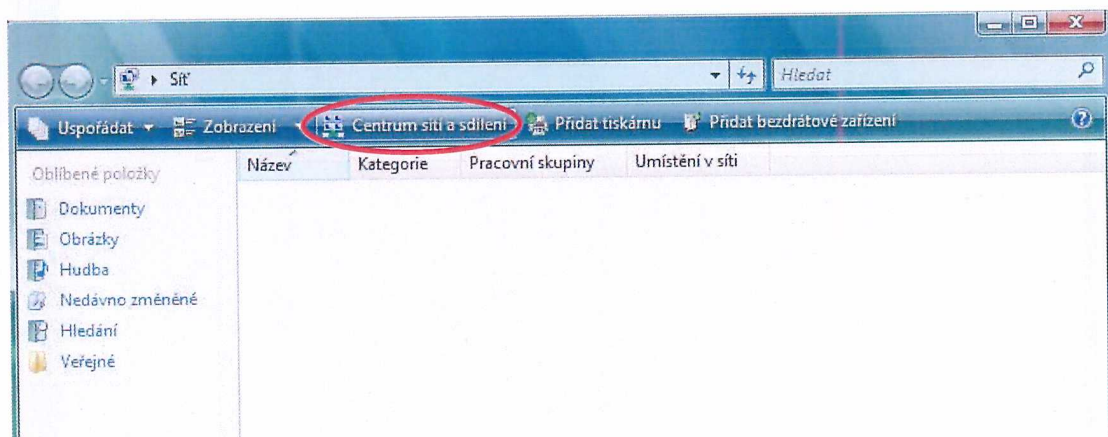 Síť
Hledat
Uspořádat Zobrazení Centrum sítí a sdílení Přidat tiskárnu Přidat bezdrátové zařízení
Oblíbené položky
Dokumenty
Obrázky
Hudba
Nedávno změněné
Hledání
Veřejné
Název Kategorie Pracovní skupiny Umístění v síti